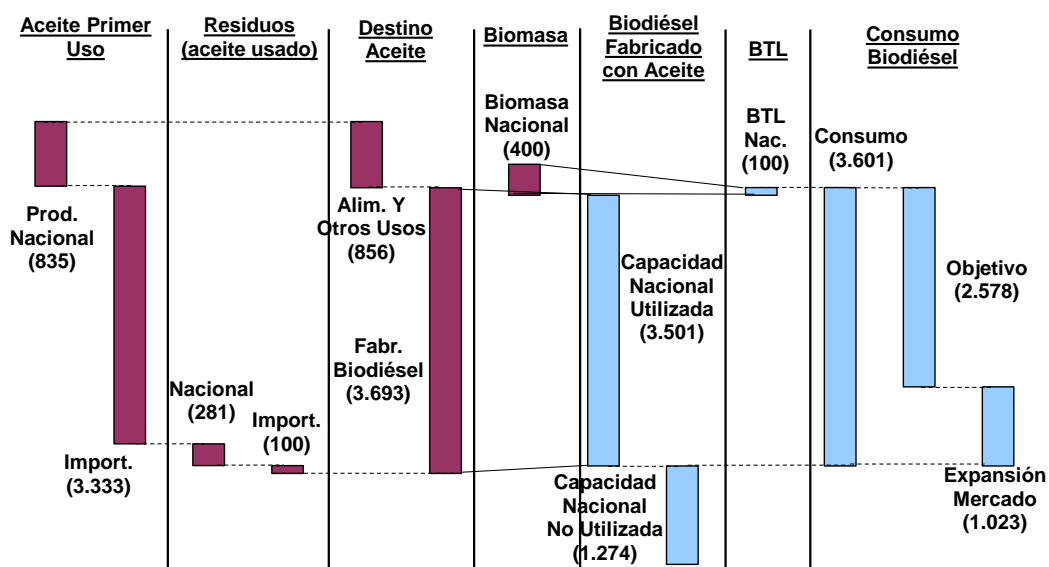 Aceite Primer
Uso
Residuos
(aceite usado)
Destino
Aceite
Biomasa
Biodiésel
Fabricado
con Aceite
BTL
Consumo
Biodiésel
Prod.
Nacional
(835)
Import.
(3.333)
Nacional
(281)
Import.
(100)
Alim. Y
Otros Usos
(856)
Fabr.
Biodiésel
(3.693)
Biomasa
Nacional
(400)
Capacidad
Nacional
Utilizada
(3.501)
Capacidad
Nacional
No Utilizada
(1.274)
BTL
Nac.
(100)
Consumo
(3.601)
Objetivo
(2.578)
Expansión
Mercado
(1.023)